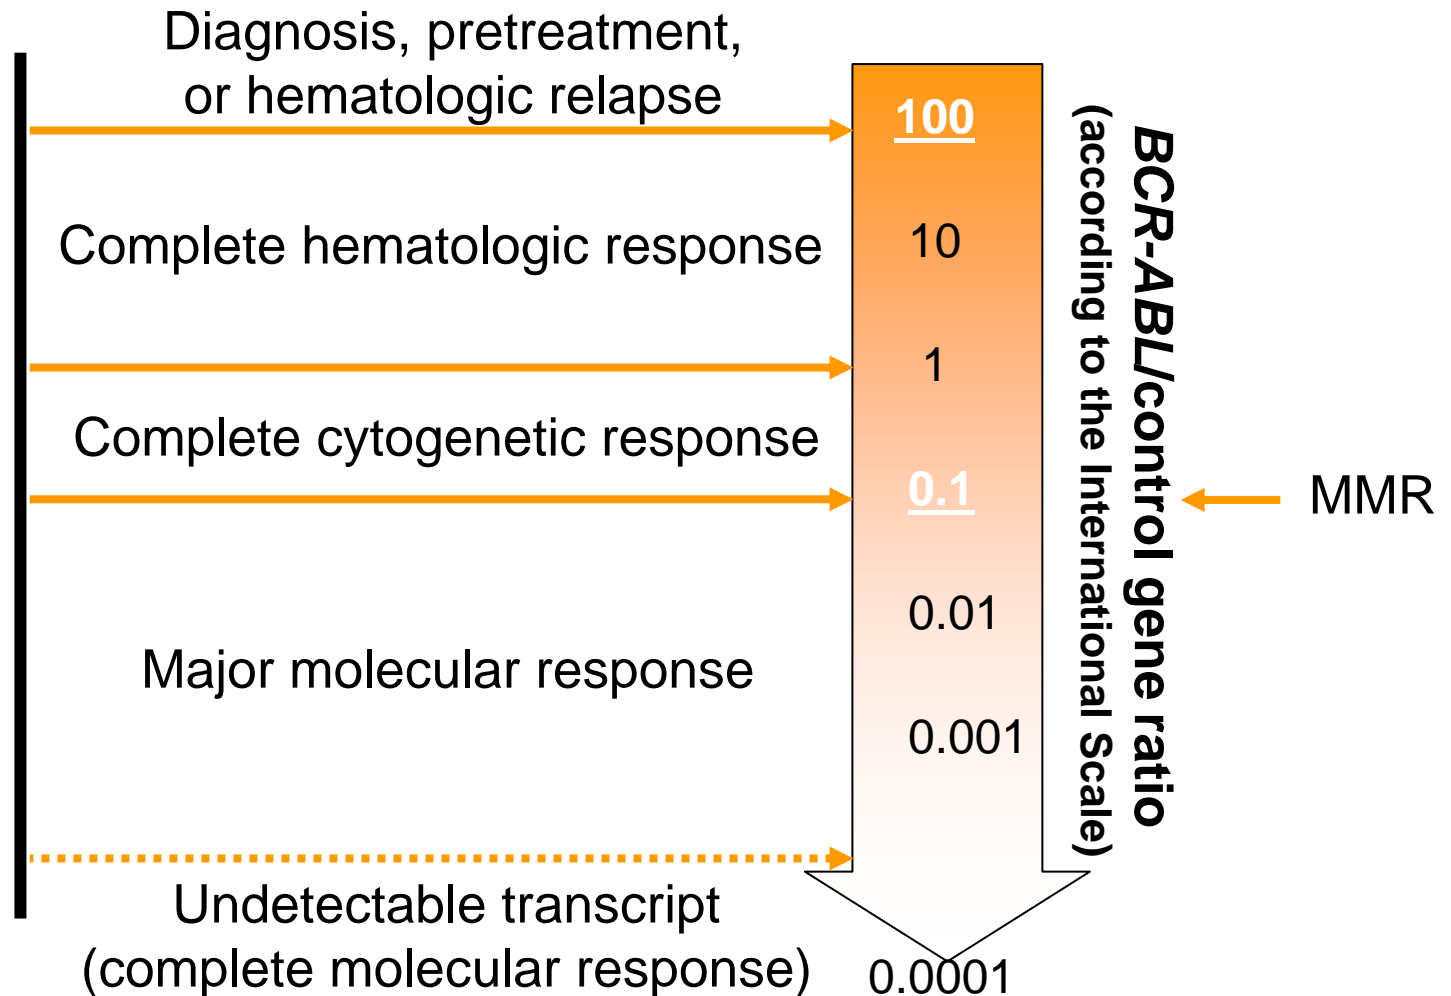 Diagnosis, pretreatment,
or hematologic relapse
100
Complete hematologic response
10
1
Complete cytogenetic response
0.1
MMR
0.01
Major molecular response
0.001
Undetectable transcript
(complete molecular response)
0.0001
BCR-ABL/control gene ratio
(according to the International Scale)